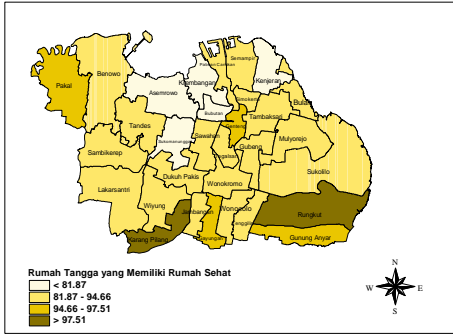 Pabean Cantikan
Semampir
Benowo
Krembangan
Kenjeran
Pakal
Asemrowo
Simokerto
Bulak
Bubutan
Tambaksari
Tandes
Genteng
Sawahan
Mulyorejo
Sukomanunggal
Gubeng
Sambikerep
Tegalsari
Dukuh Pakis
Sukolilo
Lakarsantri
Wonokromo
Wiyung
Jambangan
Wonocolo
Rungkut
Tenggilis
Karang Pilang
Gayungan
Gunung Anyar
Rumah Tangga yang Memiliki Rumah Sehat
< 81.87
81.87 - 94.66
94.66 - 97.51
> 97.51
N
W E
S